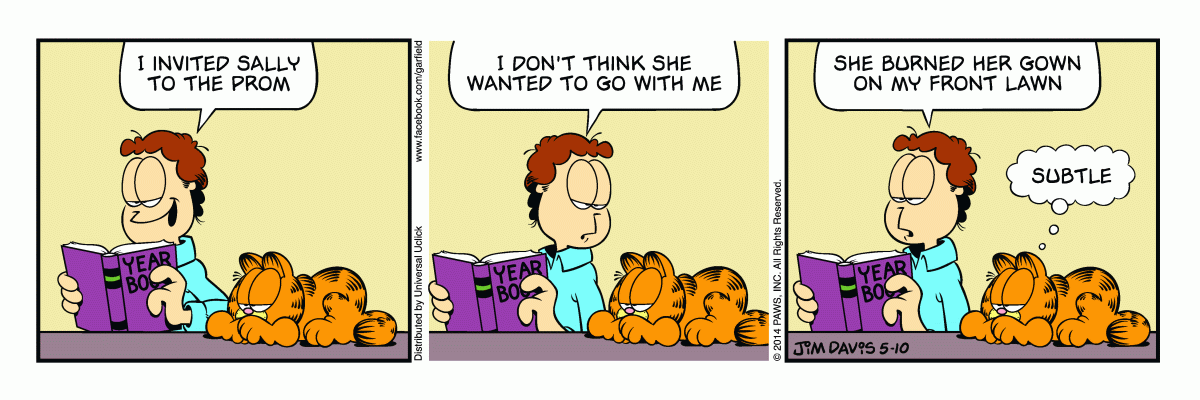 I INVITED SALLY
TO THE PROM
YEAR
BOO
www.facebook.com/garfield
Distributed by Universal Uclick
I DON'T THINK SHE
WANTED TO GO WITH ME
YEAR
BOO
© 2014 PAWS, INC. All Rights Reserved.
SHE BURNED HER GOWN
ON MY FRONT LAWN
SUBTLE
YEAR
BOO
JIM DAVIS 5-10